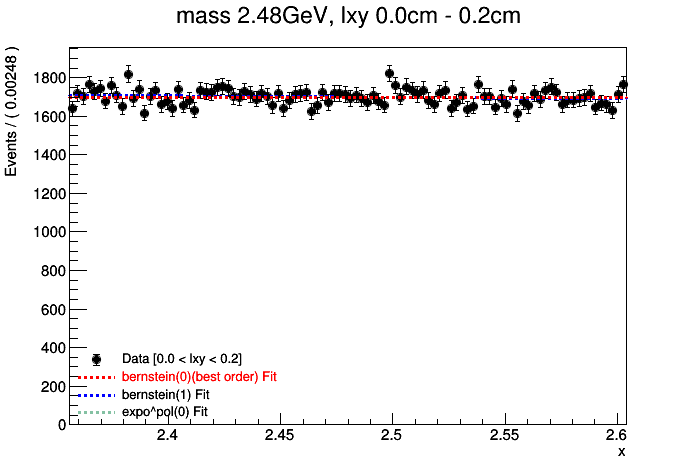 mass 2.48GeV, lxy 0.0cm - 0.2cm
Events / ( 0.00248 )
1800
1600
1400
1200
1000
800
600
400
200
0
Data [0.0 < lxy < 0.2]
bernstein(0)(best order) Fit
bernstein(1) Fit
expo^pol(0) Fit
2.4 2.45 2.5 2.55 2.6
x